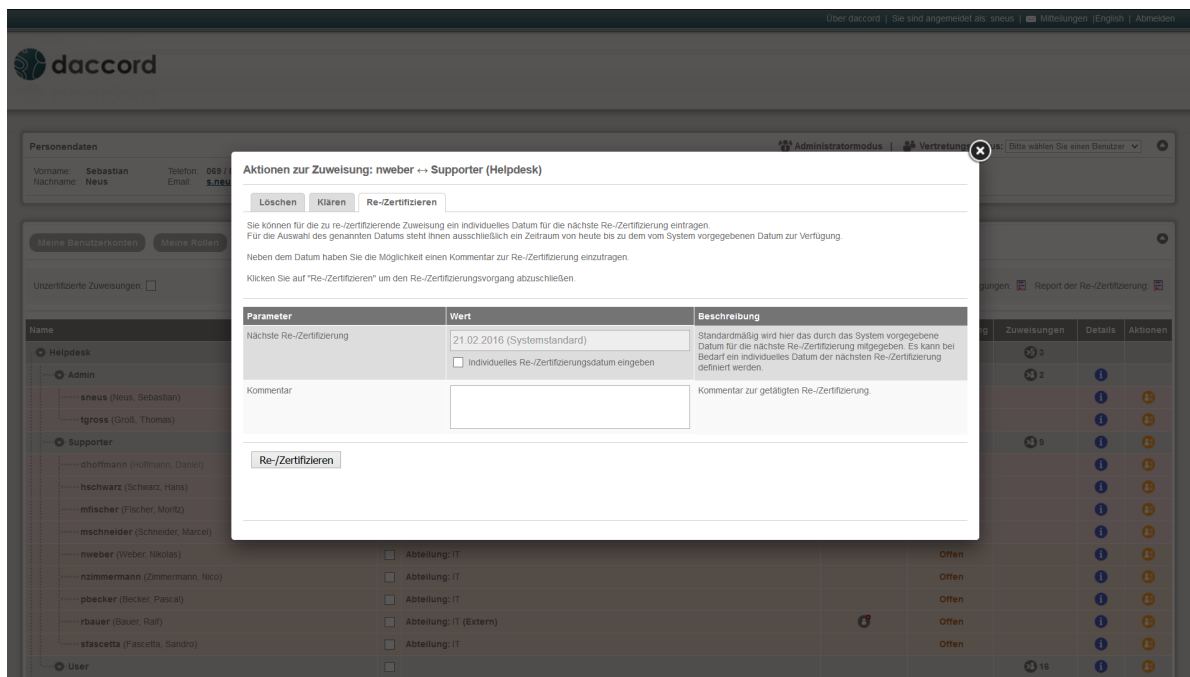 Über daccord | Sie sind angemeldet als: sneus | Mitteilungen |English | Abmelden
daccord
Personendaten
Administratormodus | Vertretungs us: Bitte wählen Sie einen Benutzer
Vorname: Sebastian Telefon: 069 /
Nachname: Neus Email: s.neu
Aktionen zur Zuweisung: nweber ↔ Supporter (Helpdesk)
Löschen Klären Re-/Zertifizieren
Sie können für die zu re-/zertifizierende Zuweisung ein individuelles Datum für die nächste Re-/Zertifizierung eintragen.
Für die Auswahl des genannten Datums steht Ihnen ausschließlich ein Zeitraum von heute bis zu dem vom System vorgegebenen Datum zur Verfügung.
Neben dem Datum haben Sie die Möglichkeit einen Kommentar zur Re-/Zertifizierung einzutragen.
Klicken Sie auf "Re-/Zertifizieren" um den Re-/Zertifizierungsvorgang abzuschließen.
Meine Benutzerkonten Meine Rollen
Unzertifizierte Zuweisungen: gungen: Report der Re-/Zertifizierung:
Parameter Wert Beschreibung
Nächste Re-/Zertifizierung
21.02.2016 (Systemstandard)
Individuelles Re-/Zertifizierungsdatum eingeben
Standardmäßig wird hier das durch das System vorgegebene
Datum für die nächste Re-/Zertifizierung mitgegeben. Es kann bei
Bedarf ein individuelles Datum der nächsten Re-/Zertifizierung
definiert werden.
Kommentar
Kommentar zur getätigten Re-/Zertifizierung.
Re-/Zertifizieren
Name g Zuweisungen Details Aktionen
Helpdesk 3
Admin 2
sneus (Neus, Sebastian)
tgross (Groß, Thomas)
Supporter 9
dhoffmann (Hoffmann, Daniel)
hschwarz (Schwarz, Hans)
mfischer (Fischer, Moritz)
mschneider (Schneider, Marcel)
nweber (Weber, Nikolas) Abteilung: IT Offen
nzimmermann (Zimmermann, Nico) Abteilung: IT Offen
pbecker (Becker, Pascal) Abteilung: IT Offen
rbauer (Bauer, Ralf) Abteilung: IT (Extern) Offen
sfascetta (Fascetta, Sandro) Abteilung: IT Offen
User 16